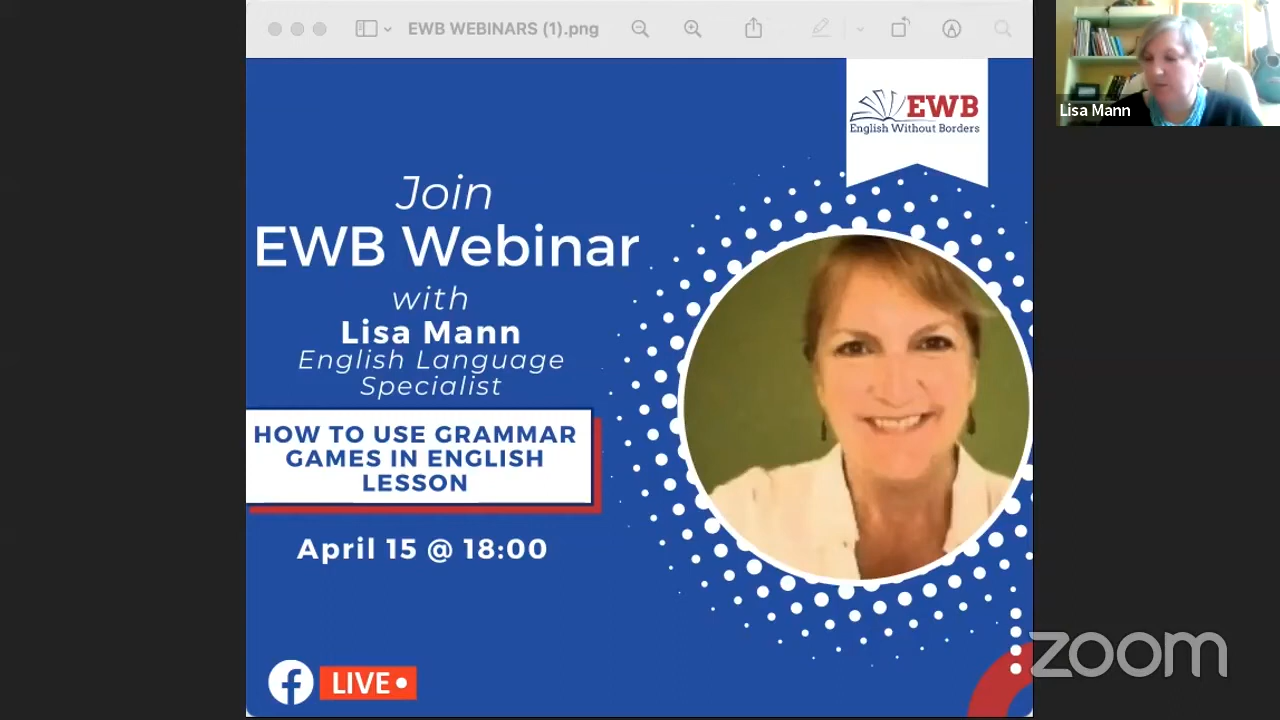 EWB WEBINARS (1).png
Lisa Mann
EWB
English Without Borders
Join
EWB Webinar
with
Lisa Mann
English Language
Specialist
HOW TO USE GRAMMAR
GAMES IN ENGLISH
LESSON
April 15 @ 18:00
LIVE
zoom